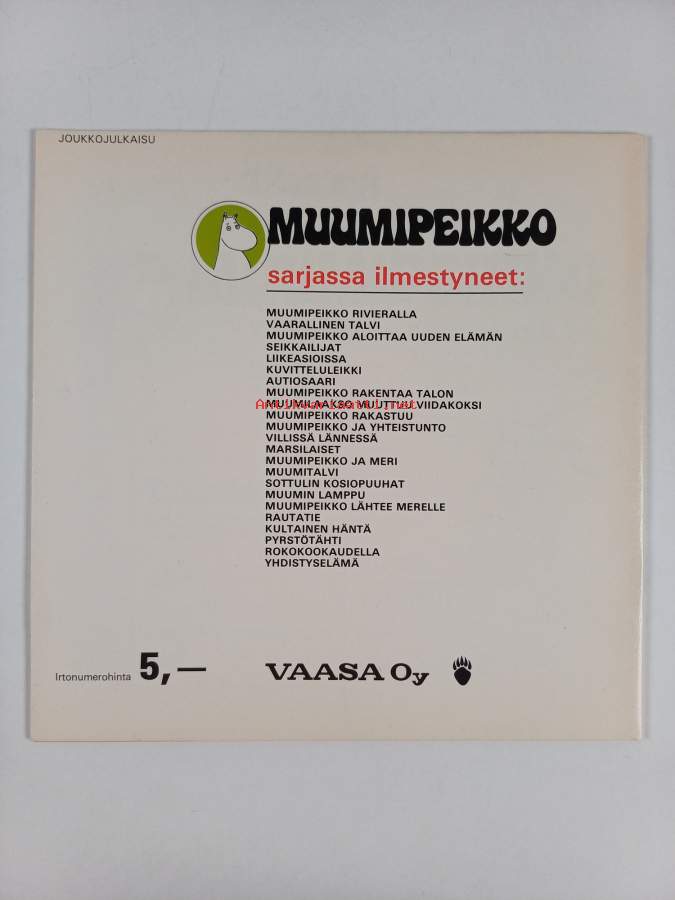 JOUKKOJULKAISU
MUUMIPEIKKO
sarjassa ilmestyneet:
MUUMIPEIKKO RIVIERALLA
VAARALLINEN TALVI
MUUMIPEIKKO ALOITTAA UUDEN ELÄMÄN
SEIKKAILIJAT
LIIKEASIOISSA
KUVITTELULEIKKI
AUTIOSAARI
MUUMIPEIKKO RAKENTAA TALON
MUUMILAAKSO MUUTTUU VIIDAKOKSI
Antikvariaatti.net
MUUMIPEIKKO RAKASTUU
MUUMIPEIKKO JA YHTEISTUNTO
VILLISSÄ LÄNNESSÄ
MARSILAISET
MUUMIPEIKKO JA MERI
MUUMITALVI
SOTTULIN KOSIOPUUHAT
MUUMIN LAMPPU
MUUMIPEIKKO LÄHTEE MERELLE
RAUTATIE
KULTAINEN HÄNTÄ
PYRSTÖTÄHTI
ROKOKOOKAUDELLA
YHDISTYSELÄMÄ
Irtonumerohinta 5,—
VAASA Oy